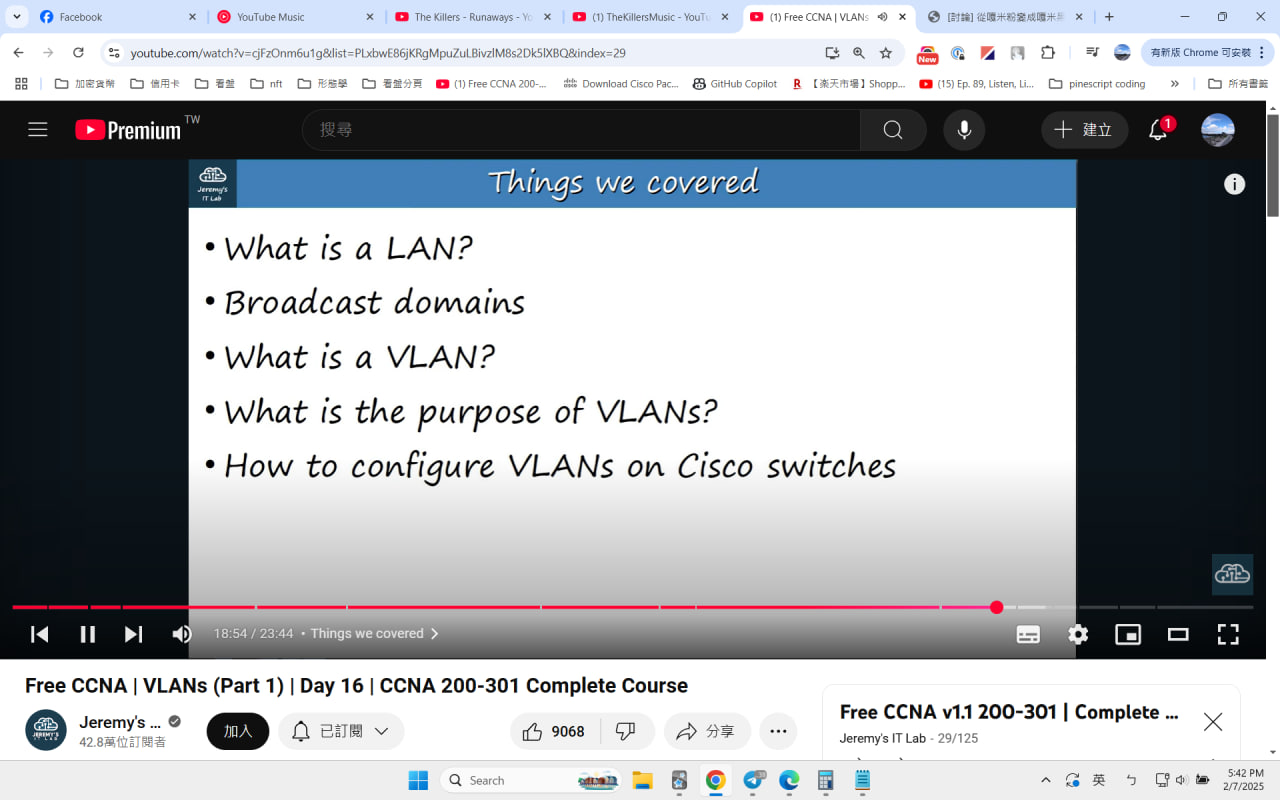 Facebook
YouTube Music
The Killers - Runaways - Yo
(1) TheKillersMusic - YouTu
(1) Free CCNA | VLANs
[討論] 從嘎米粉變成嘎米黑
youtube.com/watch?v=cjFzOnm6u1g&list=PLxbwE86jKRgMpuZuLBivzlM8s2Dk5lXBQ&index=29
New
有新版 Chrome 可安裝
加密貨幣
信用卡
看盤
nft
形態學
看盤分頁
(1) Free CCNA 200-...
Download Cisco Pac...
GitHub Copilot
【楽天市場】Shopp...
(15) Ep. 89, Listen, Li...
pinescript coding
所有書籤
Premium TW
搜尋
建立
1
Jeremy's
IT Lab
Things we covered
• What is a LAN?
• Broadcast domains
• What is a VLAN?
• What is the purpose of VLANs?
• How to configure VLANs on Cisco switches
18:54 / 23:44 • Things we covered
Free CCNA | VLANs (Part 1) | Day 16 | CCNA 200-301 Complete Course
JEREMY'S
Jeremy's ...
42.8萬位訂閱者
加入
已訂閱
9068
分享
Free CCNA v1.1 200-301 | Complete ...
Jeremy's IT Lab - 29/125
Search
英
ㄅ
5:42 PM
2/7/2025